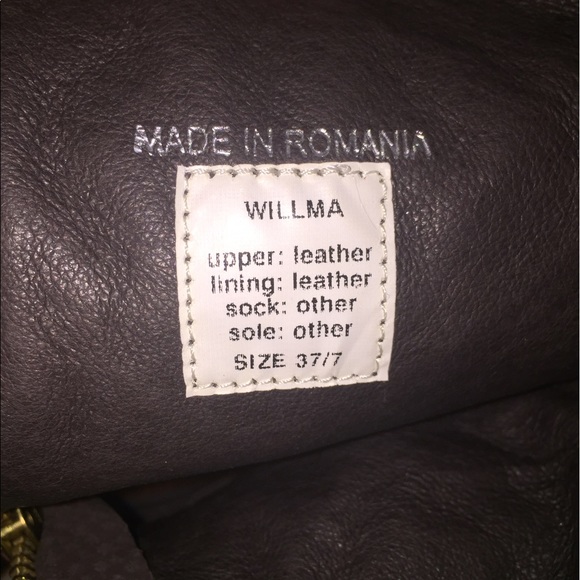 MADE IN ROMANIA
WILLMA
upper: leather
lining: leather
sock: other
sole: other
SIZE 37/7